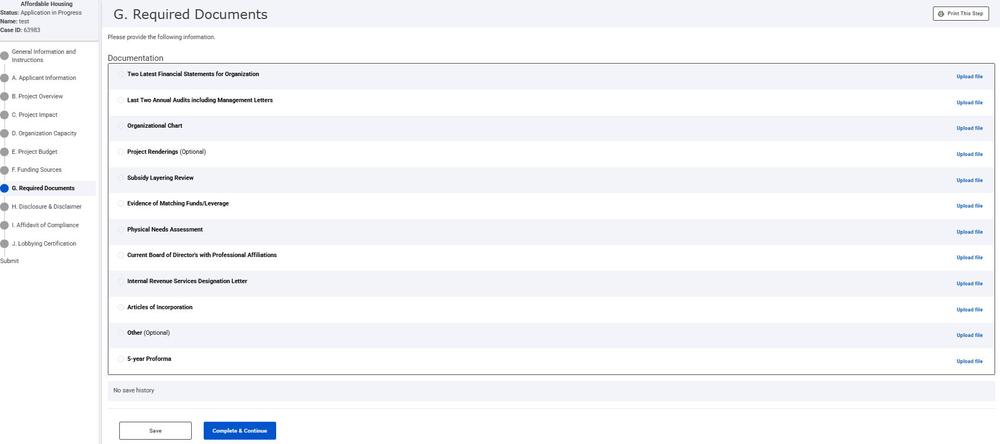 Affordable Housing
Status: Application in Progress
Name: test
Case ID: 63983
General Information and
Instructions
A. Applicant Information
B. Project Overview
C. Project Impact
D. Organization Capacity
E. Project Budget
F. Funding Sources
G. Required Documents
H. Disclosure & Disclaimer
I. Affidavit of Compliance
J. Lobbying Certification
Submit
G. Required Documents
Print This Step
Please provide the following information.
Documentation
Two Latest Financial Statements for Organization
Upload file
Last Two Annual Audits including Management Letters
Upload file
Organizational Chart
Upload file
Project Renderings (Optional)
Upload file
Subsidy Layering Review
Upload file
Evidence of Matching Funds/Leverage
Upload file
Physical Needs Assessment
Upload file
Current Board of Director's with Professional Affiliations
Upload file
Internal Revenue Services Designation Letter
Upload file
Articles of Incorporation
Upload file
Other (Optional)
Upload file
5-year Proforma
Upload file
No save history
Save
Complete & Continue